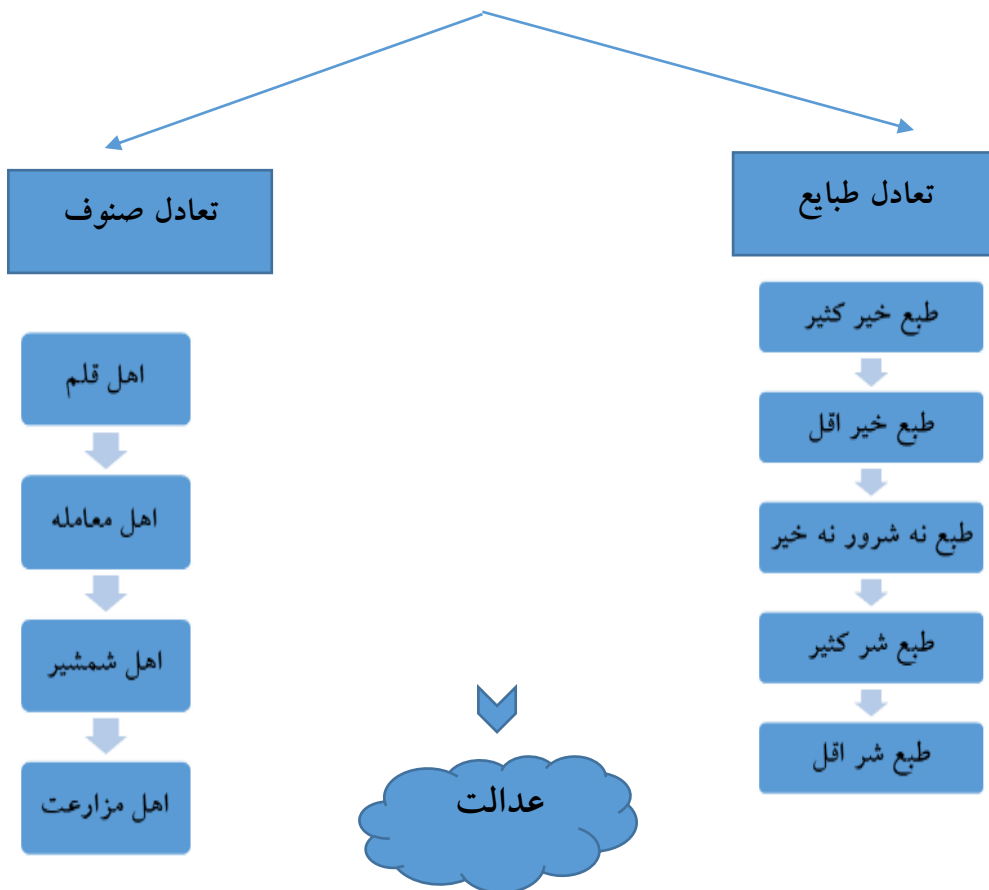 تعادل طبایع
طبع خیر کثیر
طبع خیر اقل
طبع نه شرور نه خیر
طبع شر کثیر
طبع شر اقل
تعادل صنوف
اهل قلم
اهل معامله
اهل شمشیر
اهل مزارعت
عدالت